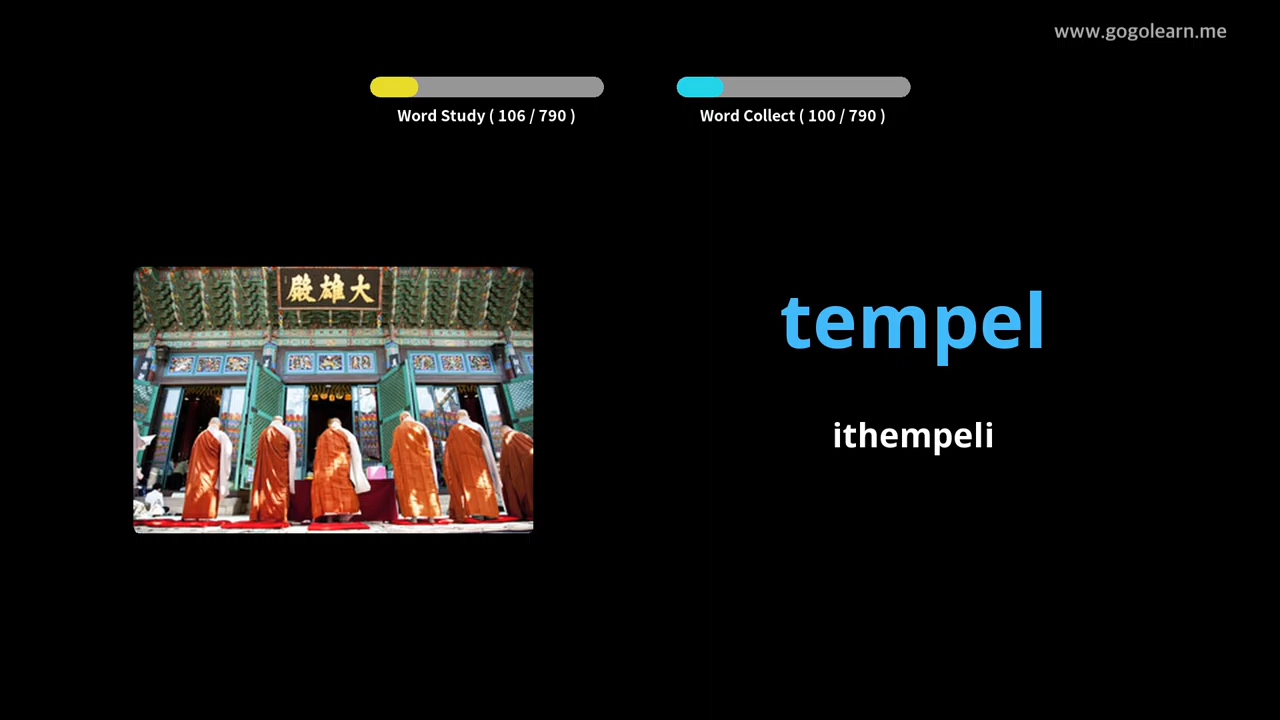 www.gogolearn.me
Word Study ( 106 / 790 )
Word Collect ( 100 / 790 )
殿雄大
tempel
ithempeli